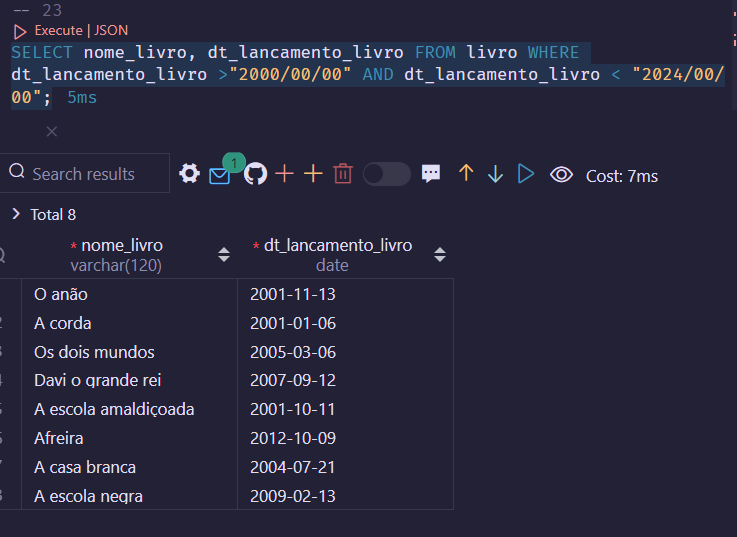 -- 23
Execute | JSON
SELECT nome_livro, dt_lancamento_livro FROM livro WHERE
dt_lancamento_livro >"2000/00/00" AND dt_lancamento_livro < "2024/00/
00"; 5ms
Search results
1
Cost: 7ms
Total 8
* nome_livro * dt_lancamento_livro
varchar(120) date
O anão 2001-11-13
2 A corda 2001-01-06
3 Os dois mundos 2005-03-06
4 Davi o grande rei 2007-09-12
5 A escola amaldiçoada 2001-10-11
6 Afreira 2012-10-09
7 A casa branca 2004-07-21
8 A escola negra 2009-02-13